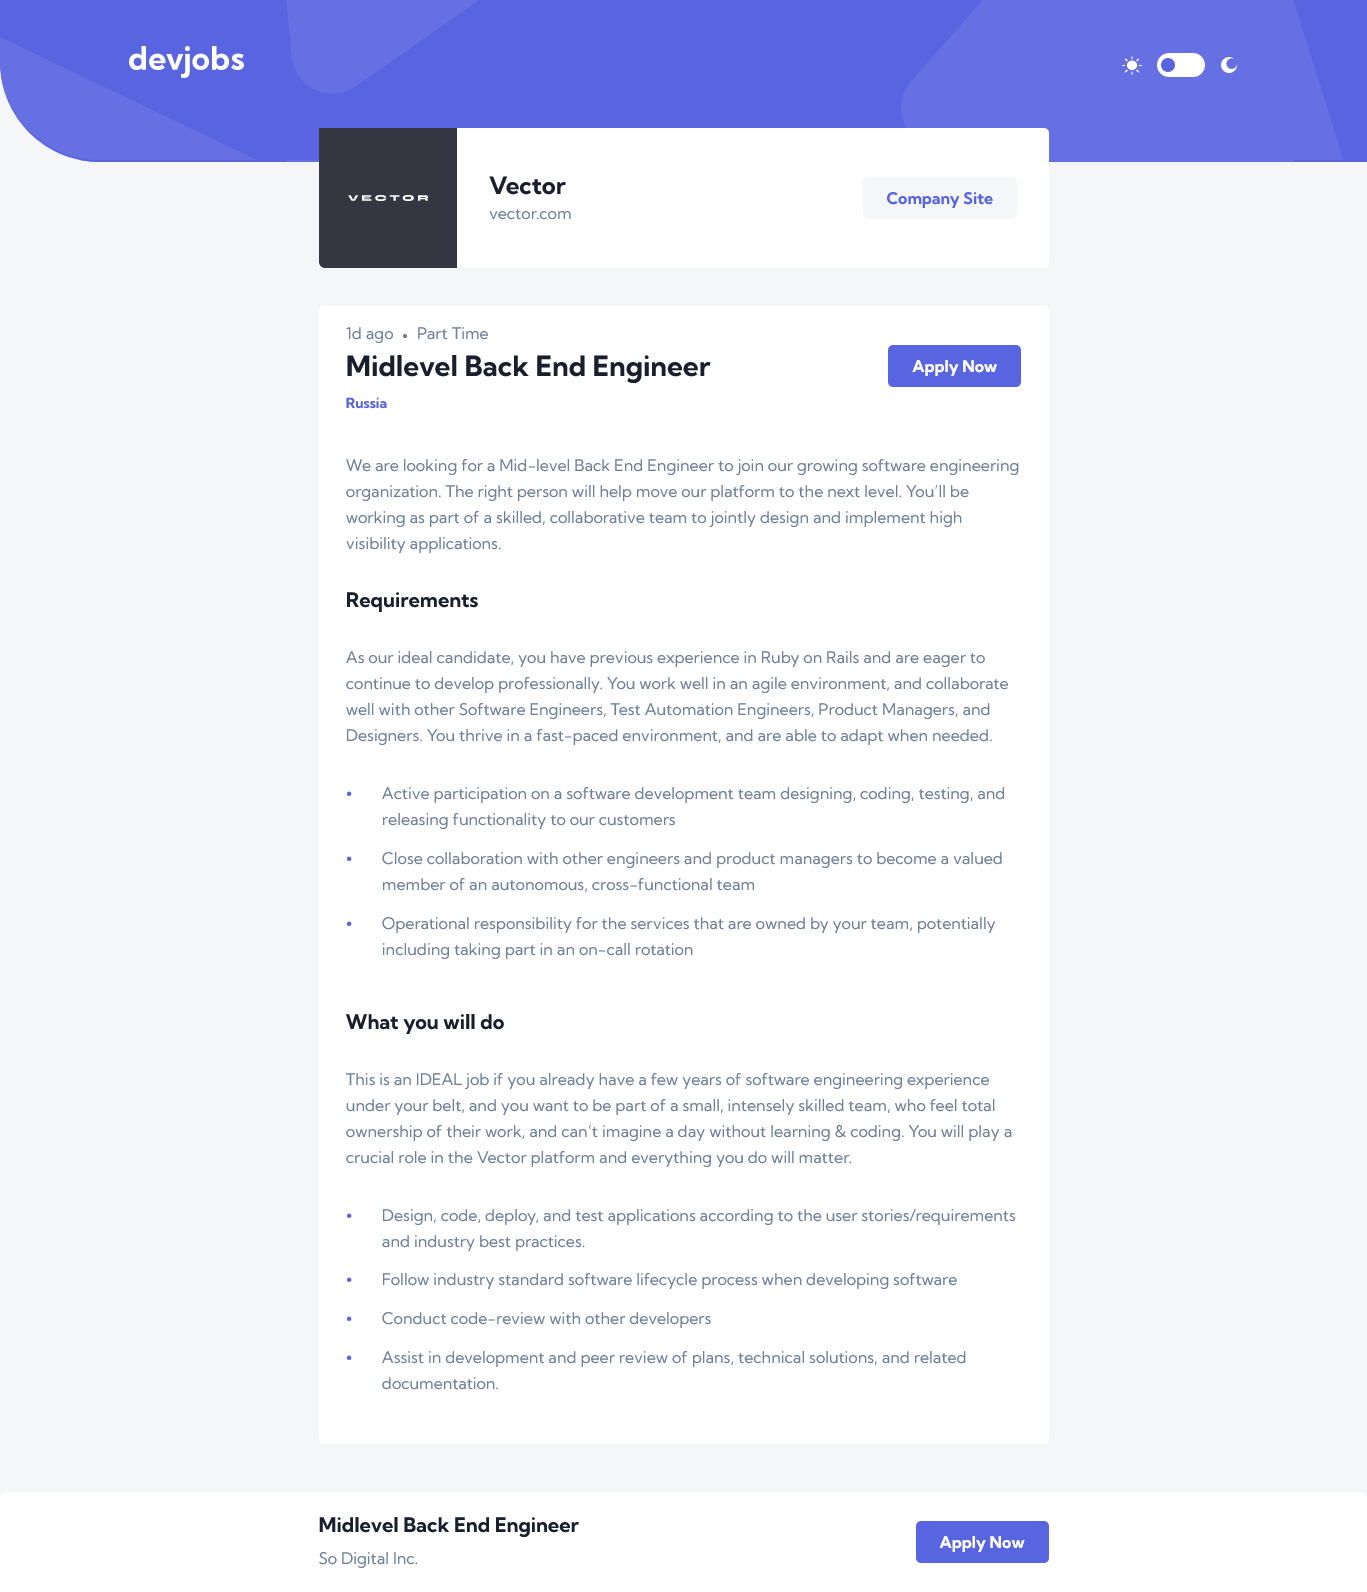 devjobs
VECTOR
Vector
vector.com
Company Site
1d ago • Part Time
Midlevel Back End Engineer
Apply Now
Russia
We are looking for a Mid-level Back End Engineer to join our growing software engineering
organization. The right person will help move our platform to the next level. You’ll be
working as part of a skilled, collaborative team to jointly design and implement high
visibility applications.
Requirements
As our ideal candidate, you have previous experience in Ruby on Rails and are eager to
continue to develop professionally. You work well in an agile environment, and collaborate
well with other Software Engineers, Test Automation Engineers, Product Managers, and
Designers. You thrive in a fast-paced environment, and are able to adapt when needed.
• Active participation on a software development team designing, coding, testing, and
releasing functionality to our customers
• Close collaboration with other engineers and product managers to become a valued
member of an autonomous, cross-functional team
• Operational responsibility for the services that are owned by your team, potentially
including taking part in an on-call rotation
What you will do
This is an IDEAL job if you already have a few years of software engineering experience
under your belt, and you want to be part of a small, intensely skilled team, who feel total
ownership of their work, and can’t imagine a day without learning & coding. You will play a
crucial role in the Vector platform and everything you do will matter.
• Design, code, deploy, and test applications according to the user stories/requirements
and industry best practices.
• Follow industry standard software lifecycle process when developing software
• Conduct code-review with other developers
• Assist in development and peer review of plans, technical solutions, and related
documentation.
Midlevel Back End Engineer
So Digital Inc.
Apply Now